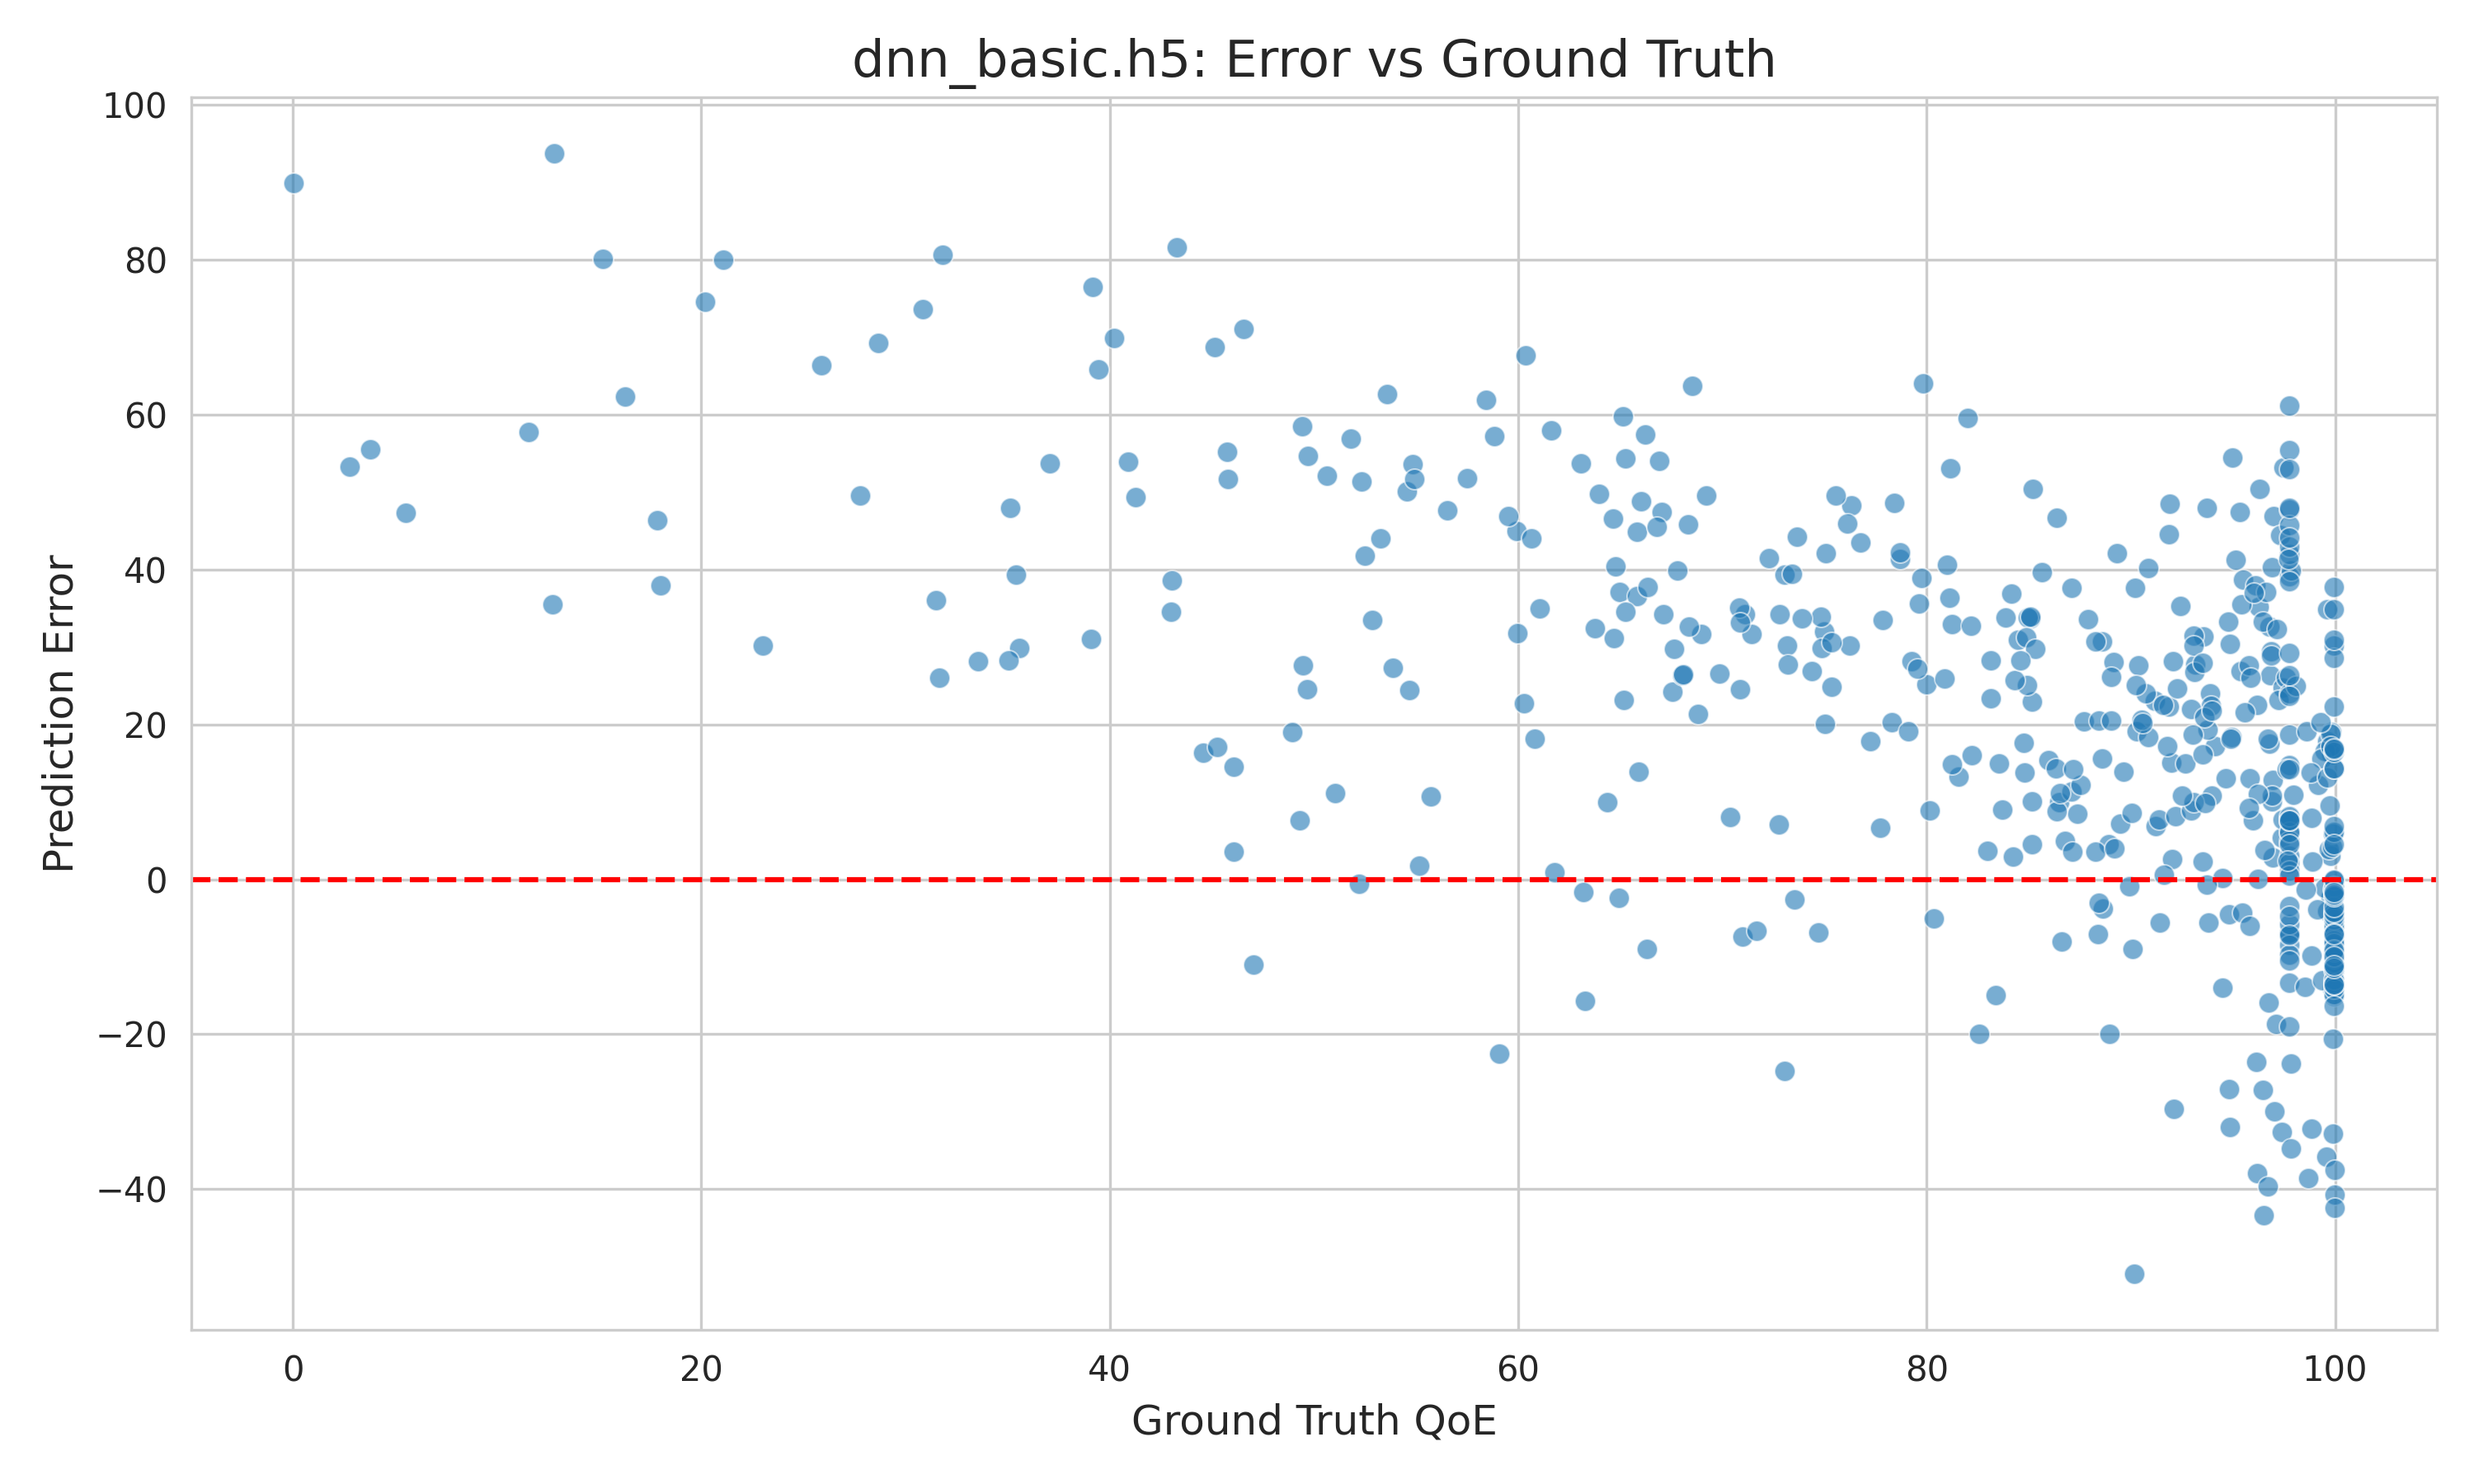 dnn_basic.h5: Error vs Ground Truth
Prediction Error
100
80
60
40
20
0
−20
−40
0 20 40 60 80 100
Ground Truth QoE